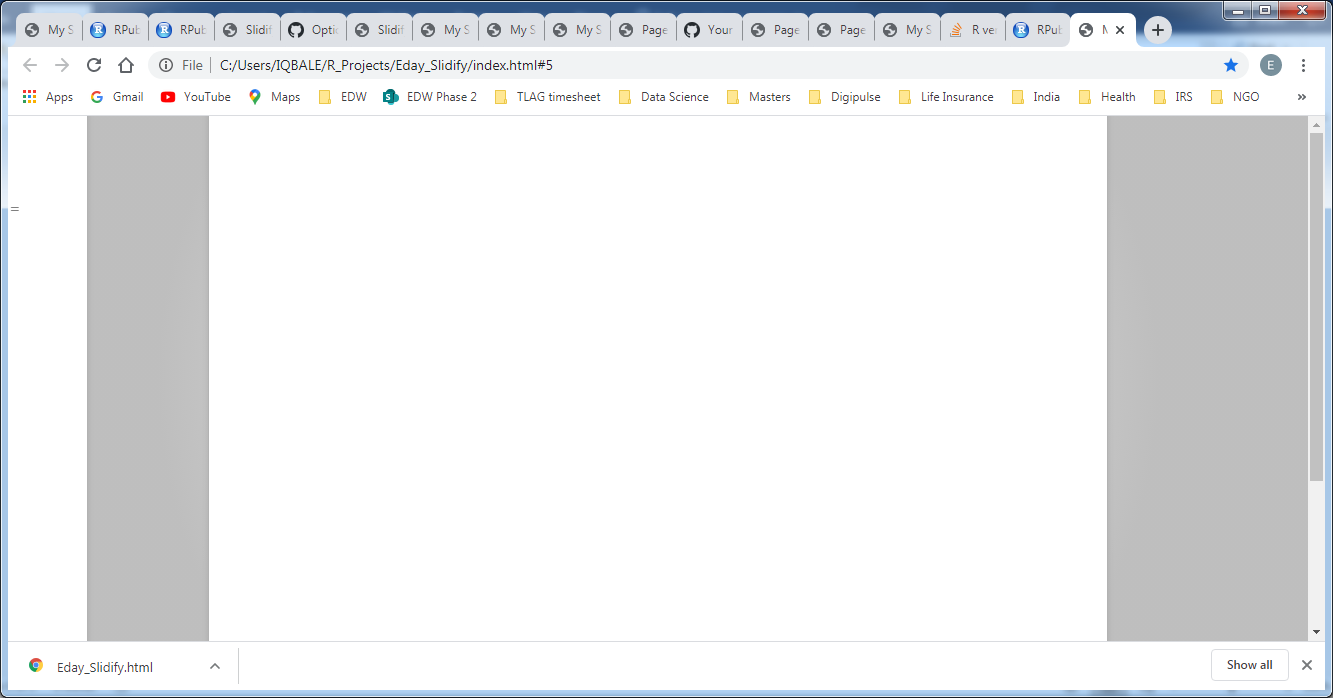 My S RPub RPub Slidif Optio Slidif My S My S My S Page Your Page Page My S R ver RPub M
File C:/Users/IQBALE/R_Projects/Eday_Slidify/index.html#5 E
Apps Gmail YouTube Maps EDW EDW Phase 2 TLAG timesheet Data Science Masters Digipulse Life Insurance India Health IRS NGO »
=
Eday_Slidify.html Show all